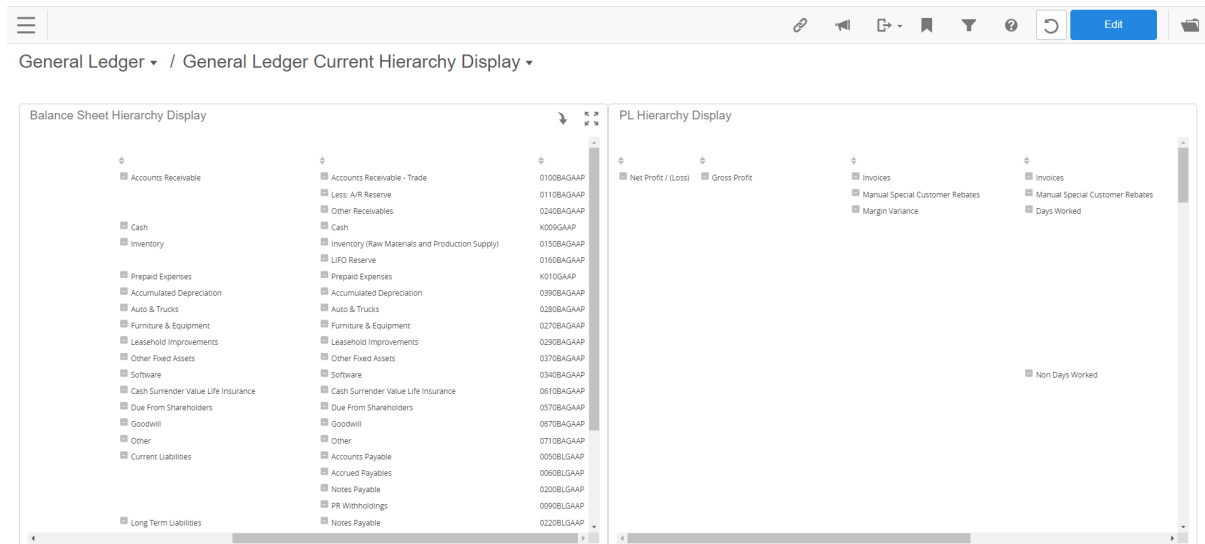 Edit
General Ledger / General Ledger Current Hierarchy Display
Balance Sheet Hierarchy Display
Accounts Receivable Accounts Receivable - Trade 0100BAGAAP
Less: A/R Reserve 0110BAGAAP
Other Receivables 0240BAGAAP
Cash Cash K009GAAP
Inventory Inventory (Raw Materials and Production Supply) 0150BAGAAP
LIFO Reserve 0160BAGAAP
Prepaid Expenses Prepaid Expenses K010GAAP
Accumulated Depreciation Accumulated Depreciation 0390BAGAAP
Auto & Trucks Auto & Trucks 0280BAGAAP
Furniture & Equipment Furniture & Equipment 0270BAGAAP
Leasehold Improvements Leasehold Improvements 0290BAGAAP
Other Fixed Assets Other Fixed Assets 0370BAGAAP
Software Software 0340BAGAAP
Cash Surrender Value Life Insurance Cash Surrender Value Life Insurance 0610BAGAAP
Due From Shareholders Due From Shareholders 0570BAGAAP
Goodwill Goodwill 0670BAGAAP
Other Other 0710BAGAAP
Current Liabilities Accounts Payable 0050BLGAAP
Accrued Payables 0060BLGAAP
Notes Payable 0200BLGAAP
PR Withholdings 0090BLGAAP
Long Term Liabilities Notes Payable 0220BLGAAP
PL Hierarchy Display
Net Profit / (Loss) Gross Profit Invoices Invoices
Manual Special Customer Rebates Manual Special Customer Rebates
Margin Variance Days Worked
Non Days Worked